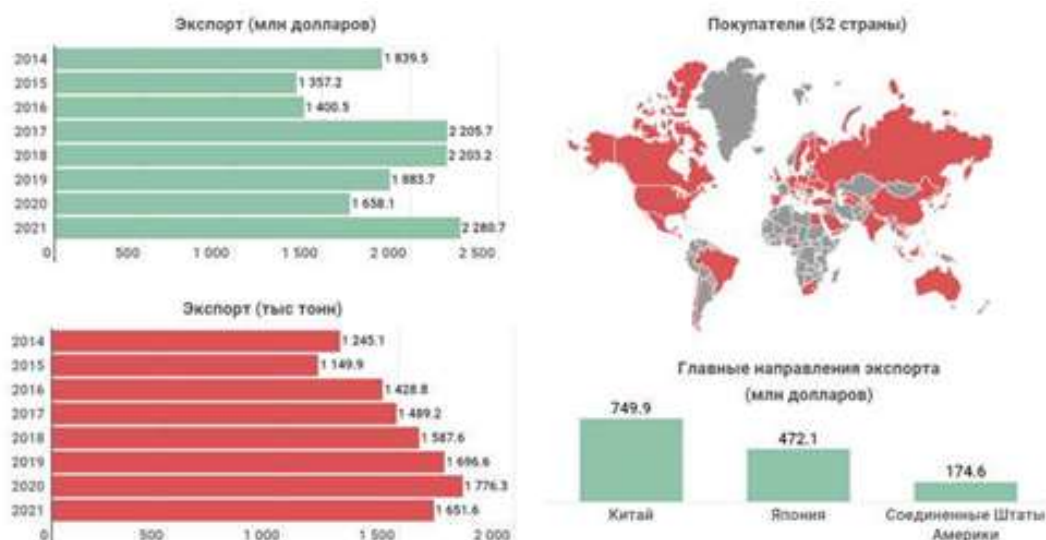 Экспорт (млн долларов)
2014 1 839.5
2015 1 357.2
2016 1 400.5
2017 2 205.7
2018 2 203.2
2019 1 883.7
2020 1 658.1
2021 2 280.7
0 500 1 000 1 500 2 000 2 500
Экспорт (тыс тонн)
2014 1 245.1
2015 1 149.9
2016 1 428.8
2017 1 489.2
2018 1 587.6
2019 1 696.6
2020 1 776.3
2021 1 651.6
0 500 1 000 1 500 2 000
Покупатели (52 страны)
Главные направления экспорта
(млн долларов)
749.9 472.1 174.6
Китай Япония Соединенные Штаты
Америки